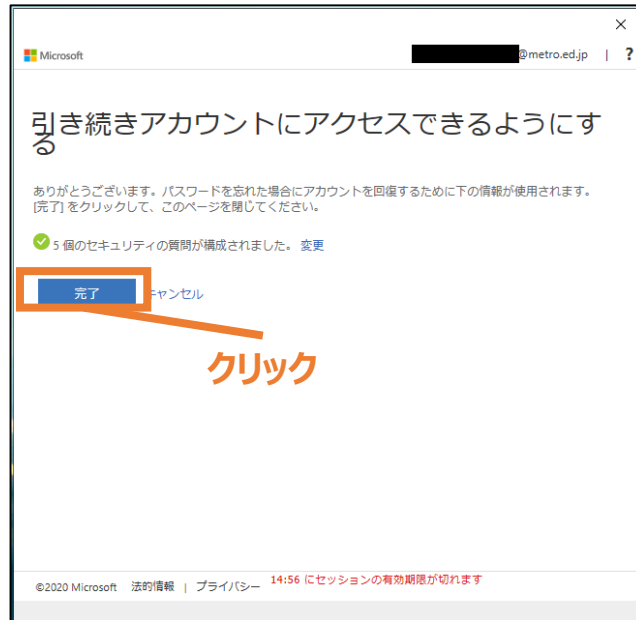 Microsoft
@metro.ed.jp | ?
引き続きアカウントにアクセスできるようにす
る
ありがとうございます。パスワードを忘れた場合にアカウントを回復するために下の情報が使用されます。
[完了] をクリックして、このページを閉じてください。
5 個のセキュリティの質問が構成されました。 変更
完了 キャンセル
クリック
©2020 Microsoft 法的情報 | プライバシー 14:56 にセッションの有効期限が切れます